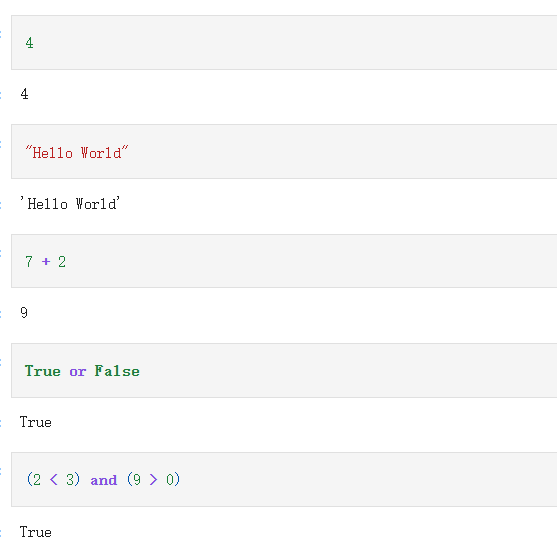 4
4
"Hello World"
'Hello World'
7 + 2
9
True or False
True
(2 < 3) and (9 > 0)
True